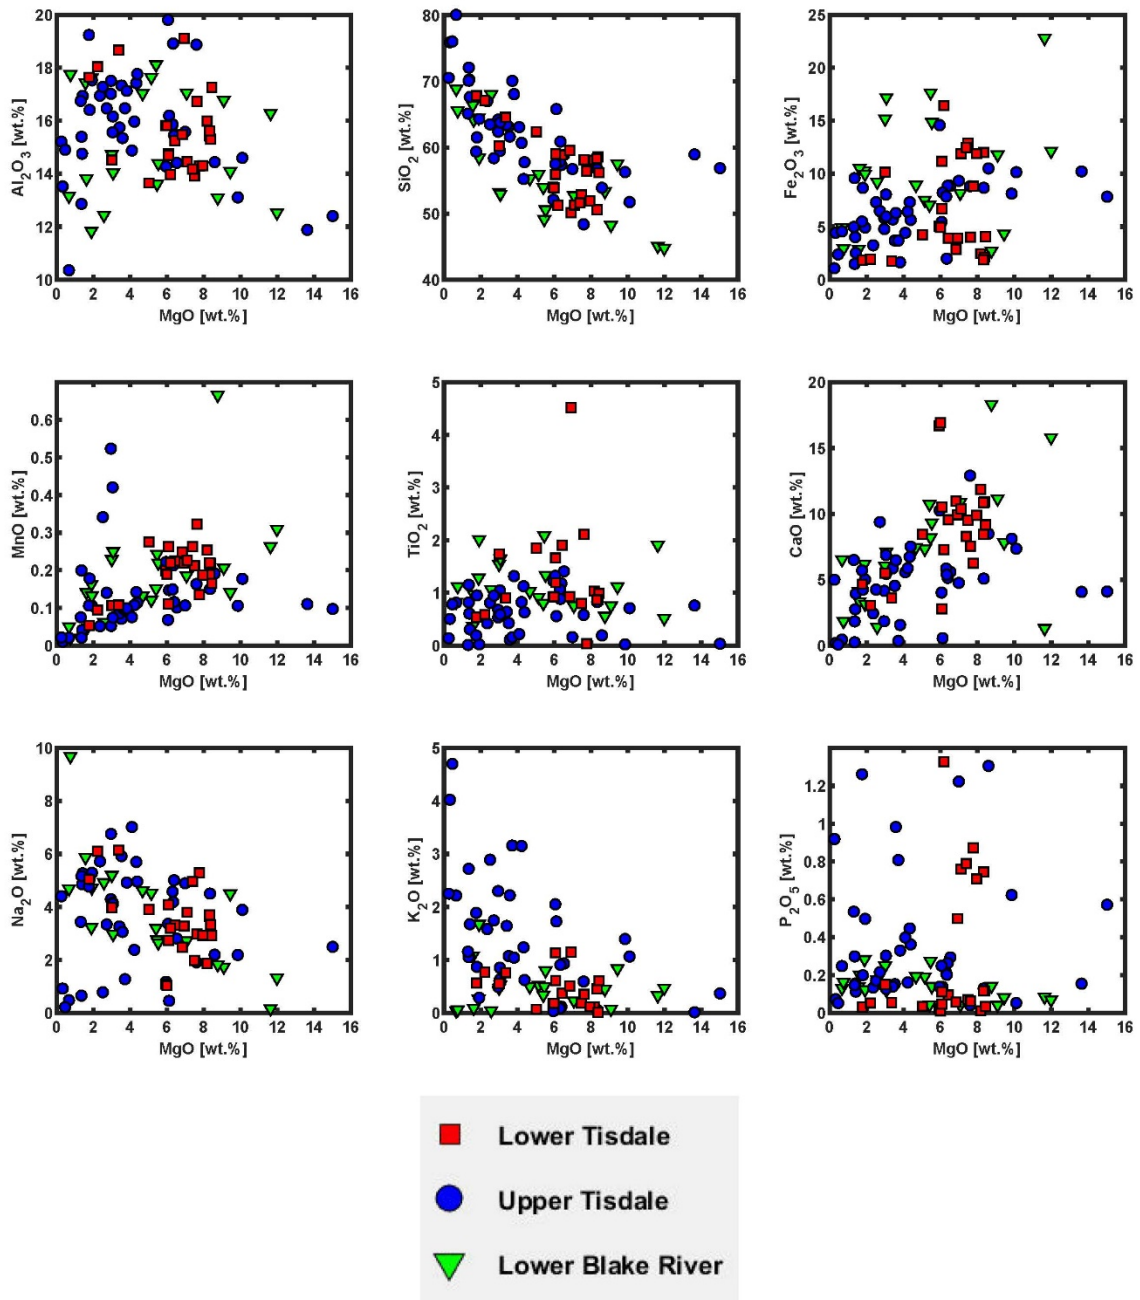 20
18
16
14
12
10
Al2O3 [wt.%]
0 2 4 6 8 10 12 14 16
MgO [wt.%]
80
70
60
50
40
SiO2 [wt.%]
0 2 4 6 8 10 12 14 16
MgO [wt.%]
25
20
15
10
5
0
Fe2O3 [wt.%]
0 2 4 6 8 10 12 14 16
MgO [wt.%]
0.6
0.5
0.4
0.3
0.2
0.1
0
MnO [wt.%]
0 2 4 6 8 10 12 14 16
MgO [wt.%]
5
4
3
2
1
0
TiO2 [wt.%]
0 2 4 6 8 10 12 14 16
MgO [wt.%]
20
15
10
5
0
CaO [wt.%]
0 2 4 6 8 10 12 14 16
MgO [wt.%]
10
8
6
4
2
0
Na2O [wt.%]
0 2 4 6 8 10 12 14 16
MgO [wt.%]
5
4
3
2
1
0
K2O [wt.%]
0 2 4 6 8 10 12 14 16
MgO [wt.%]
1.2
1
0.8
0.6
0.4
0.2
0
P2O5 [wt.%]
0 2 4 6 8 10 12 14 16
MgO [wt.%]
Lower Tisdale
Upper Tisdale
Lower Blake River